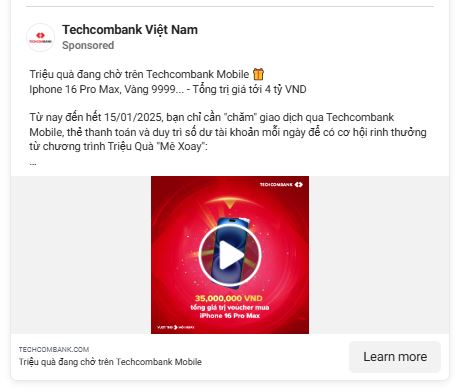 Techcombank Việt Nam
Sponsored
Triệu quà đang chờ trên Techcombank Mobile 🎁
Iphone 16 Pro Max, Vàng 9999... - Tổng trị giá tới 4 tỷ VND
Từ nay đến hết 15/01/2025, bạn chỉ cần "chăm" giao dịch qua Techcombank
Mobile, thẻ thanh toán và duy trì số dư tài khoản mỗi ngày để có cơ hội rinh thưởng
từ chương trình Triệu Quà "Mê Xoay":
...
TECHCOMBANK
35,000,000 VND
tổng giá trị voucher mua
iPhone 16 Pro Max
TECHCOMBANK.COM
Triệu quà đang chờ trên Techcombank Mobile
Learn more